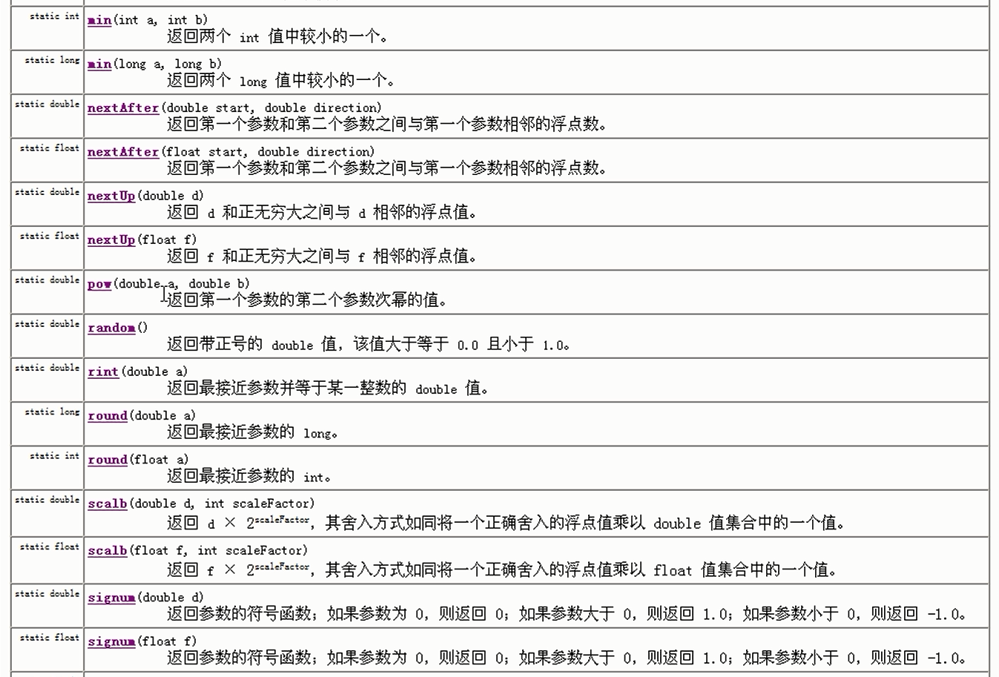 static int min(int a, int b)
返回两个 int 值中较小的一个。
static long min(long a, long b)
返回两个 long 值中较小的一个。
static double nextAfter(double start, double direction)
返回第一个参数和第二个参数之间与第一个参数相邻的浮点数。
static float nextAfter(float start, double direction)
返回第一个参数和第二个参数之间与第一个参数相邻的浮点数。
static double nextUp(double d)
返回 d 和正无穷大之间与 d 相邻的浮点值。
static float nextUp(float f)
返回 f 和正无穷大之间与 f 相邻的浮点值。
static double pow(double a, double b)
返回第一个参数的第二个参数次幂的值。
static double random()
返回带正号的 double 值，该值大于等于 0.0 且小于 1.0。
static double rint(double a)
返回最接近参数并等于某一整数的 double 值。
static long round(double a)
返回最接近参数的 long。
static int round(float a)
返回最接近参数的 int。
static double scalb(double d, int scaleFactor)
返回 d × 2scaleFactor，其舍入方式如同将一个正确舍入的浮点值乘以 double 值集合中的一个值。
static float scalb(float f, int scaleFactor)
返回 f × 2scaleFactor，其舍入方式如同将一个正确舍入的浮点值乘以 float 值集合中的一个值。
static double signum(double d)
返回参数的符号函数；如果参数为 0，则返回 0；如果参数大于 0，则返回 1.0；如果参数小于 0，则返回 -1.0。
static float signum(float f)
返回参数的符号函数；如果参数为 0，则返回 0；如果参数大于 0，则返回 1.0；如果参数小于 0，则返回 -1.0。